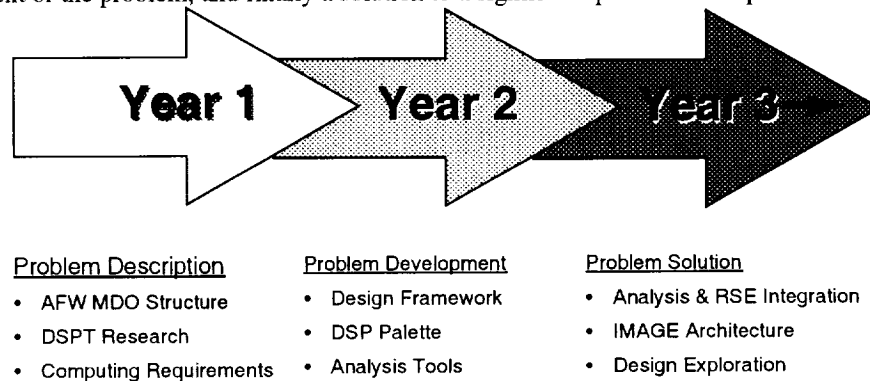 Year 1
Year 2
Year 3
Problem Description
• AFW MDO Structure
• DSPT Research
• Computing Requirements
Problem Development
• Design Framework
• DSP Palette
• Analysis Tools
Problem Solution
• Analysis & RSE Integration
• IMAGE Architecture
• Design Exploration